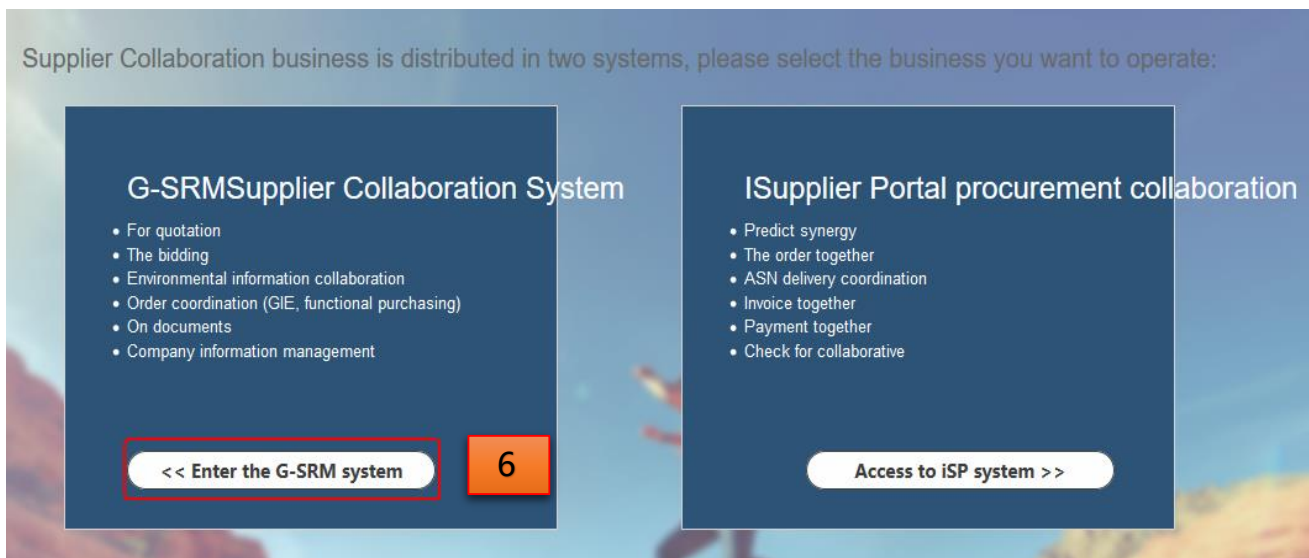 Supplier Collaboration business is distributed in two systems, please select the business you want to operate:
G-SRMSupplier Collaboration System
• For quotation
• The bidding
• Environmental information collaboration
• Order coordination (GIE, functional purchasing)
• On documents
• Company information management
<< Enter the G-SRM system
6
ISupplier Portal procurement collaboration
• Predict synergy
• The order together
• ASN delivery coordination
• Invoice together
• Payment together
• Check for collaborative
Access to iSP system >>